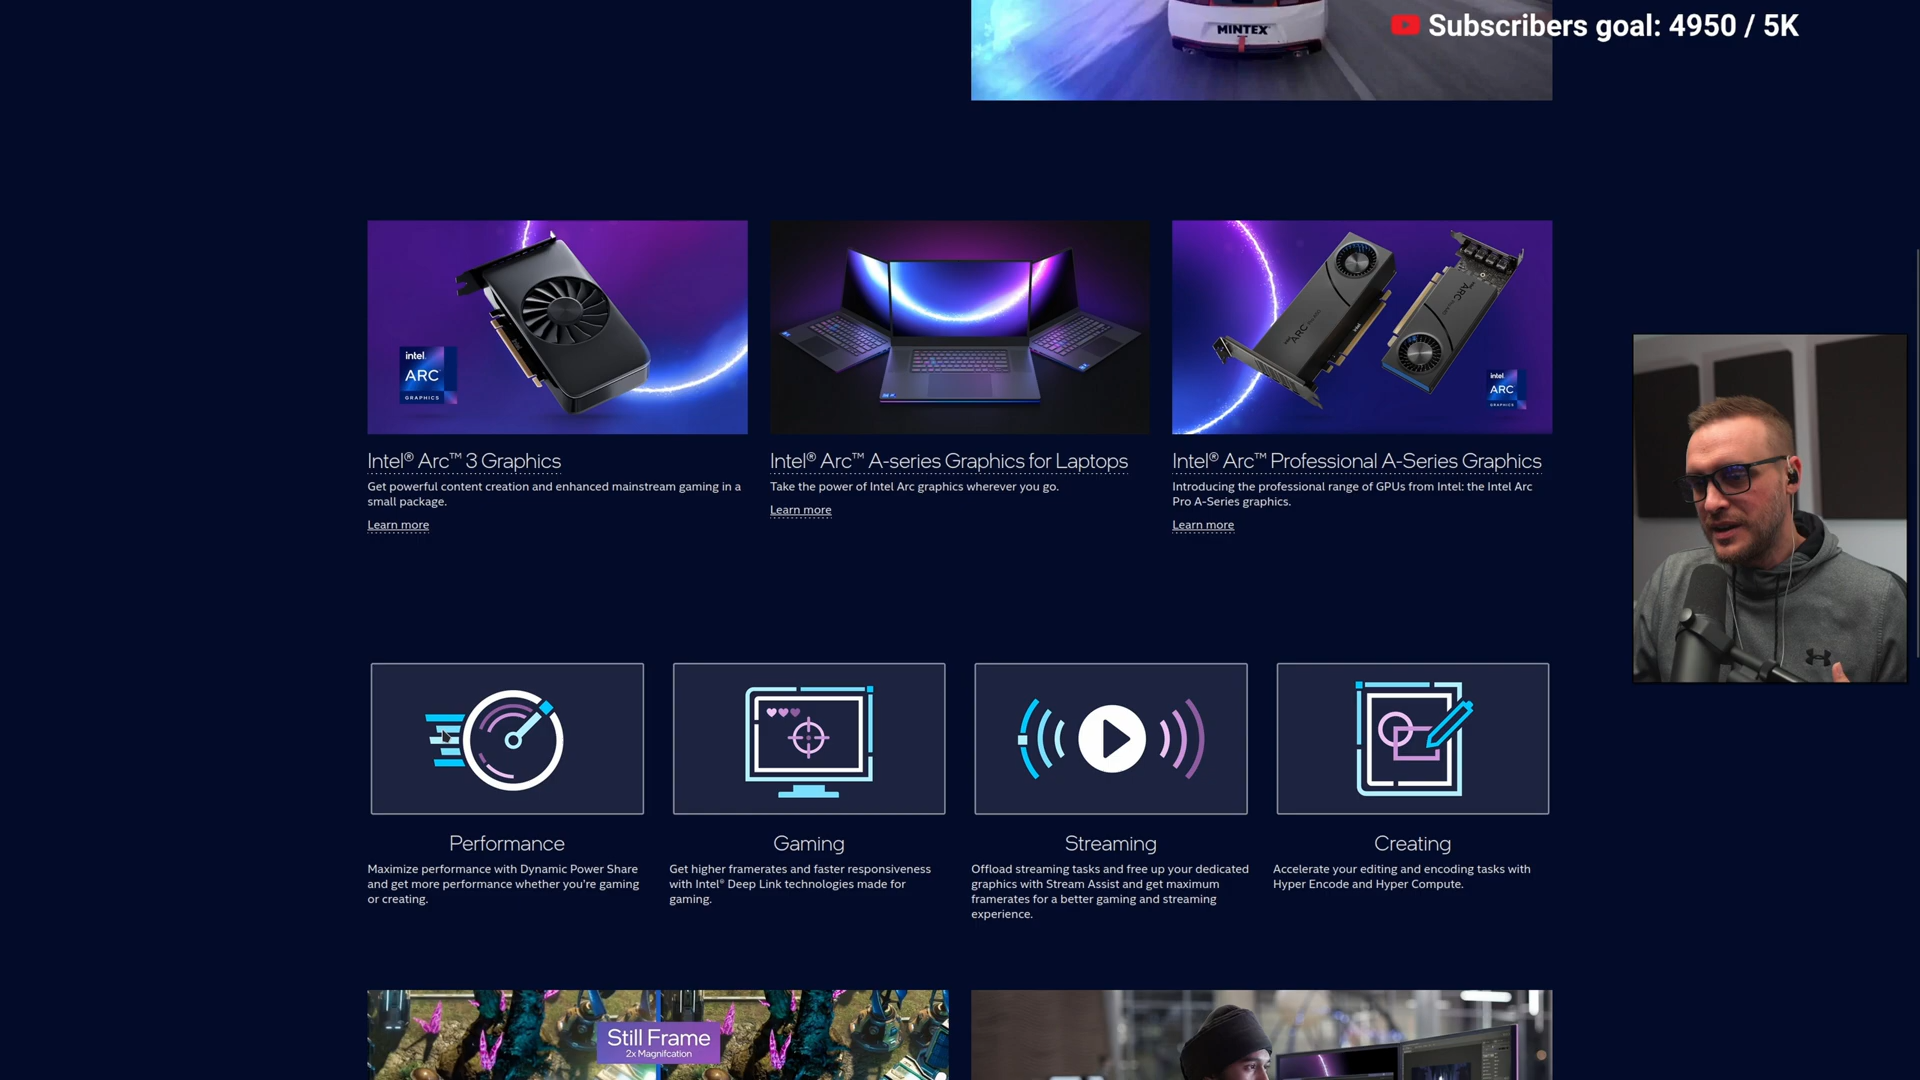 MINTEX
Subscribers goal: 4950 / 5K
intel
ARC
GRAPHICS
ARC
intel
ARC
GRAPHICS
Intel® Arc™ 3 Graphics
Get powerful content creation and enhanced mainstream gaming in a
small package.
Learn more
Intel® Arc™ A-series Graphics for Laptops
Take the power of Intel Arc graphics wherever you go.
Learn more
Intel® Arc™ Professional A-Series Graphics
Introducing the professional range of GPUs from Intel: the Intel Arc
Pro A-Series graphics.
Learn more
Performance
Maximize performance with Dynamic Power Share
and get more performance whether you're gaming
or creating.
Gaming
Get higher framerates and faster responsiveness
with Intel® Deep Link technologies made for
gaming.
Streaming
Offload streaming tasks and free up your dedicated
graphics with Stream Assist and get maximum
framerates for a better gaming and streaming
experience.
Creating
Accelerate your editing and encoding tasks with
Hyper Encode and Hyper Compute.
Still Frame
2x Magnification